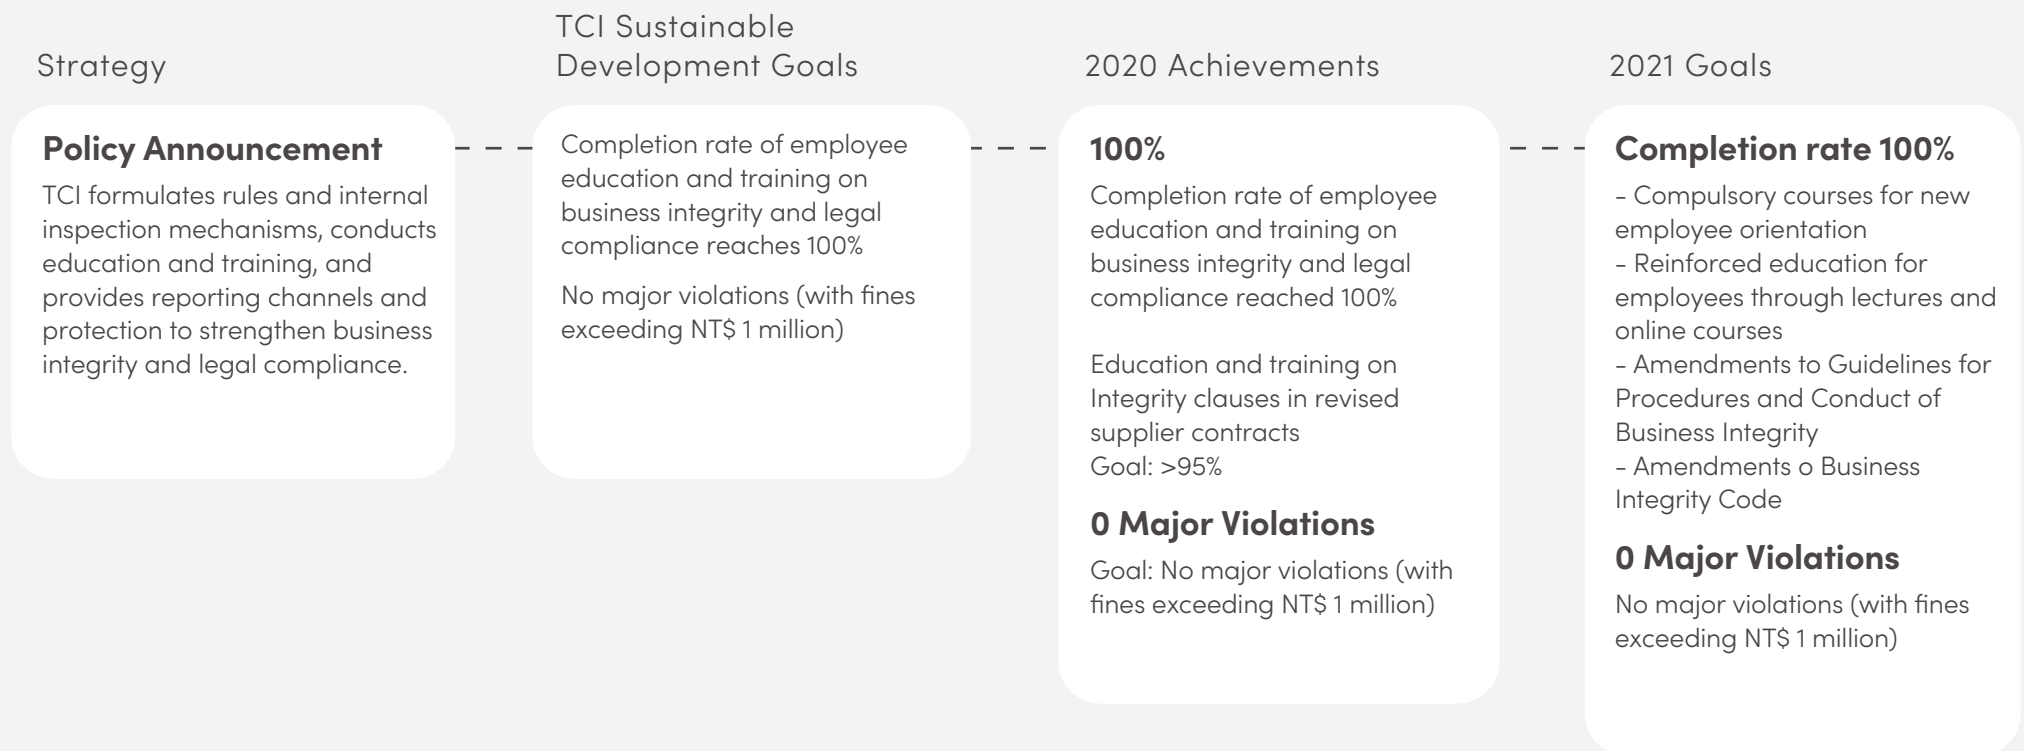 Strategy
Policy Announcement
TCI formulates rules and internal
inspection mechanisms, conducts
education and training, and
provides reporting channels and
protection to strengthen business
integrity and legal compliance.
TCI Sustainable
Development Goals
Completion rate of employee
education and training on
business integrity and legal
compliance reaches 100%
No major violations (with fines
exceeding NT$ 1 million)
2020 Achievements
100%
Completion rate of employee
education and training on
business integrity and legal
compliance reached 100%
Education and training on
Integrity clauses in revised
supplier contracts
Goal: >95%
0 Major Violations
Goal: No major violations (with
fines exceeding NT$ 1 million)
2021 Goals
Completion rate 100%
- Compulsory courses for new
employee orientation
- Reinforced education for
employees through lectures and
online courses
- Amendments to Guidelines for
Procedures and Conduct of
Business Integrity
- Amendments o Business
Integrity Code
0 Major Violations
No major violations (with fines
exceeding NT$ 1 million)